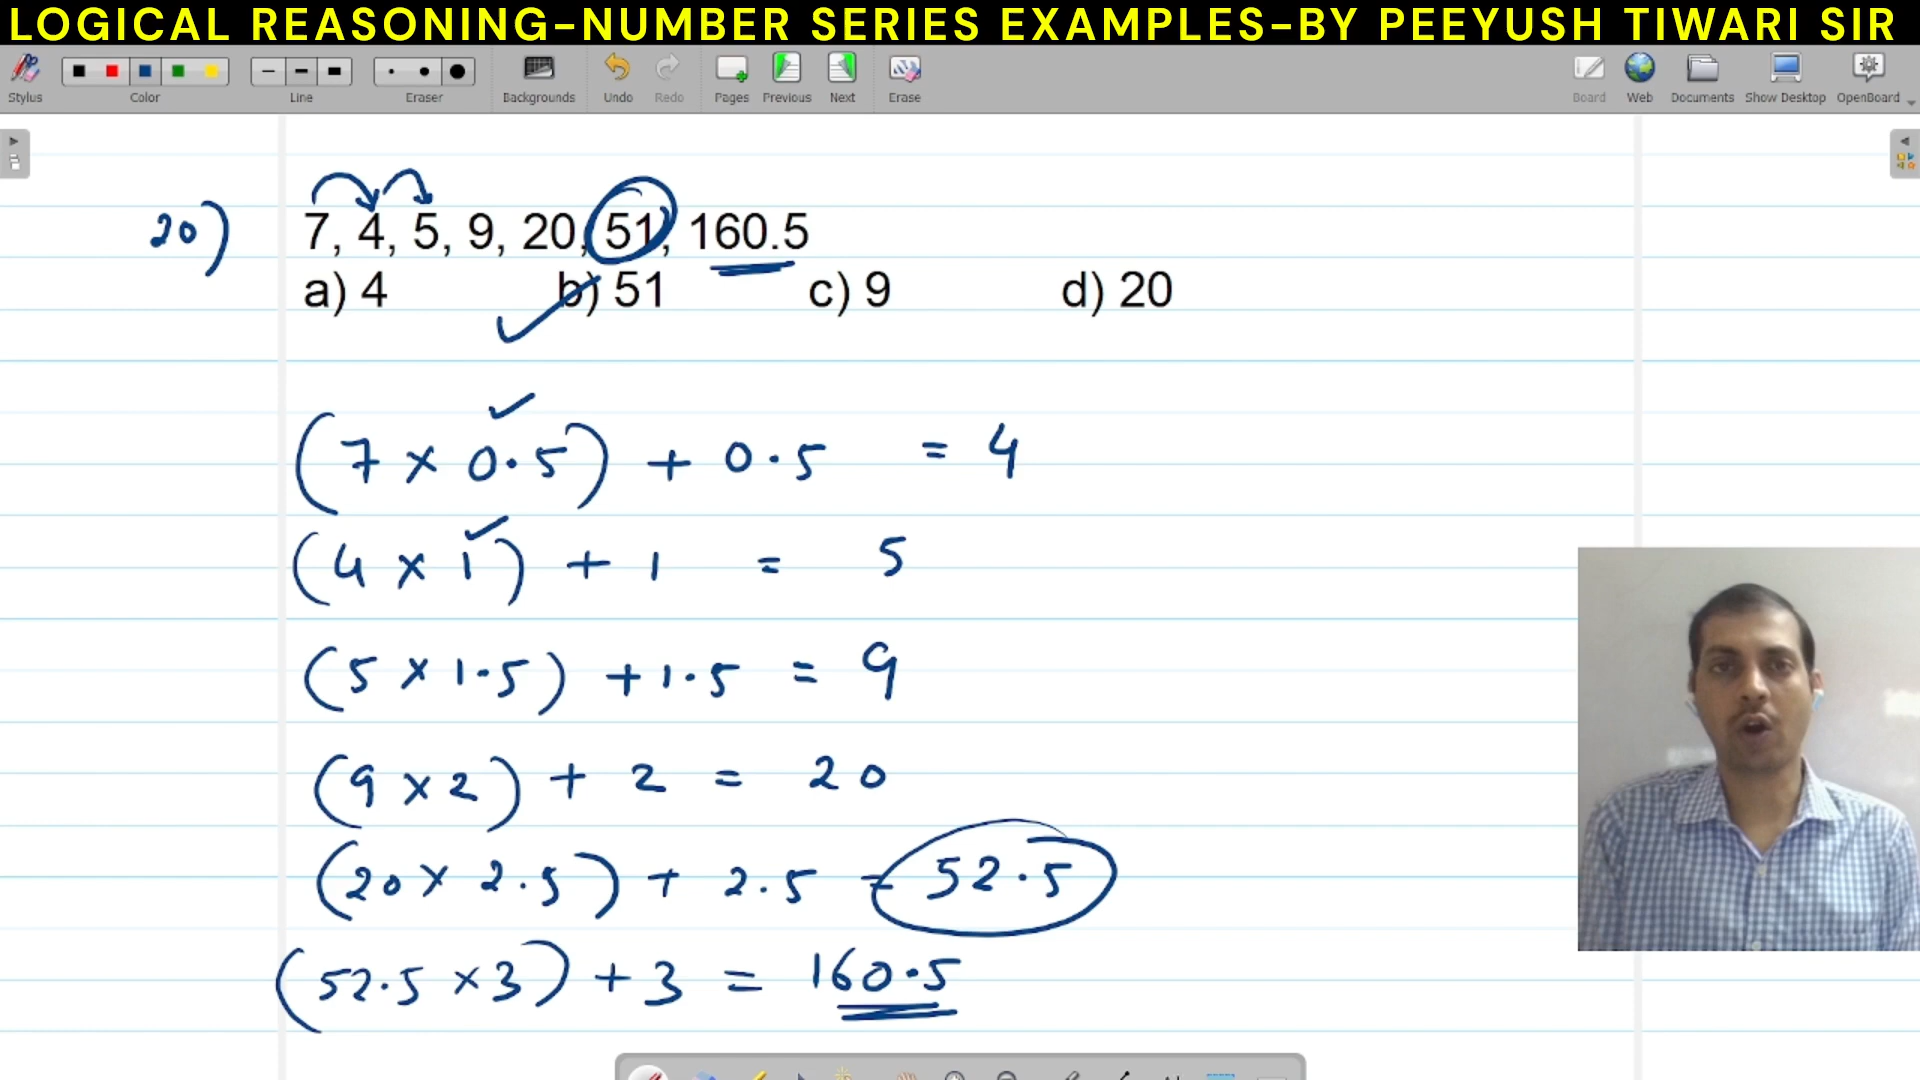 LOGICAL REASONING-NUMBER SERIES EXAMPLES-BY PEEYUSH TIWARI SIR
Stylus Color Line Eraser Backgrounds Undo Redo Pages Previous Next Erase Board Web Documents Show Desktop OpenBoard
20) 7, 4, 5, 9, 20, 51, 160.5
a) 4 b) 51 c) 9 d) 20
(7 × 0.5) + 0.5 = 4
(4 × 1) + 1 = 5
(5 × 1.5) + 1.5 = 9
(9 × 2) + 2 = 20
(20 × 2.5) + 2.5 = 52.5
(52.5 × 3) + 3 = 160.5